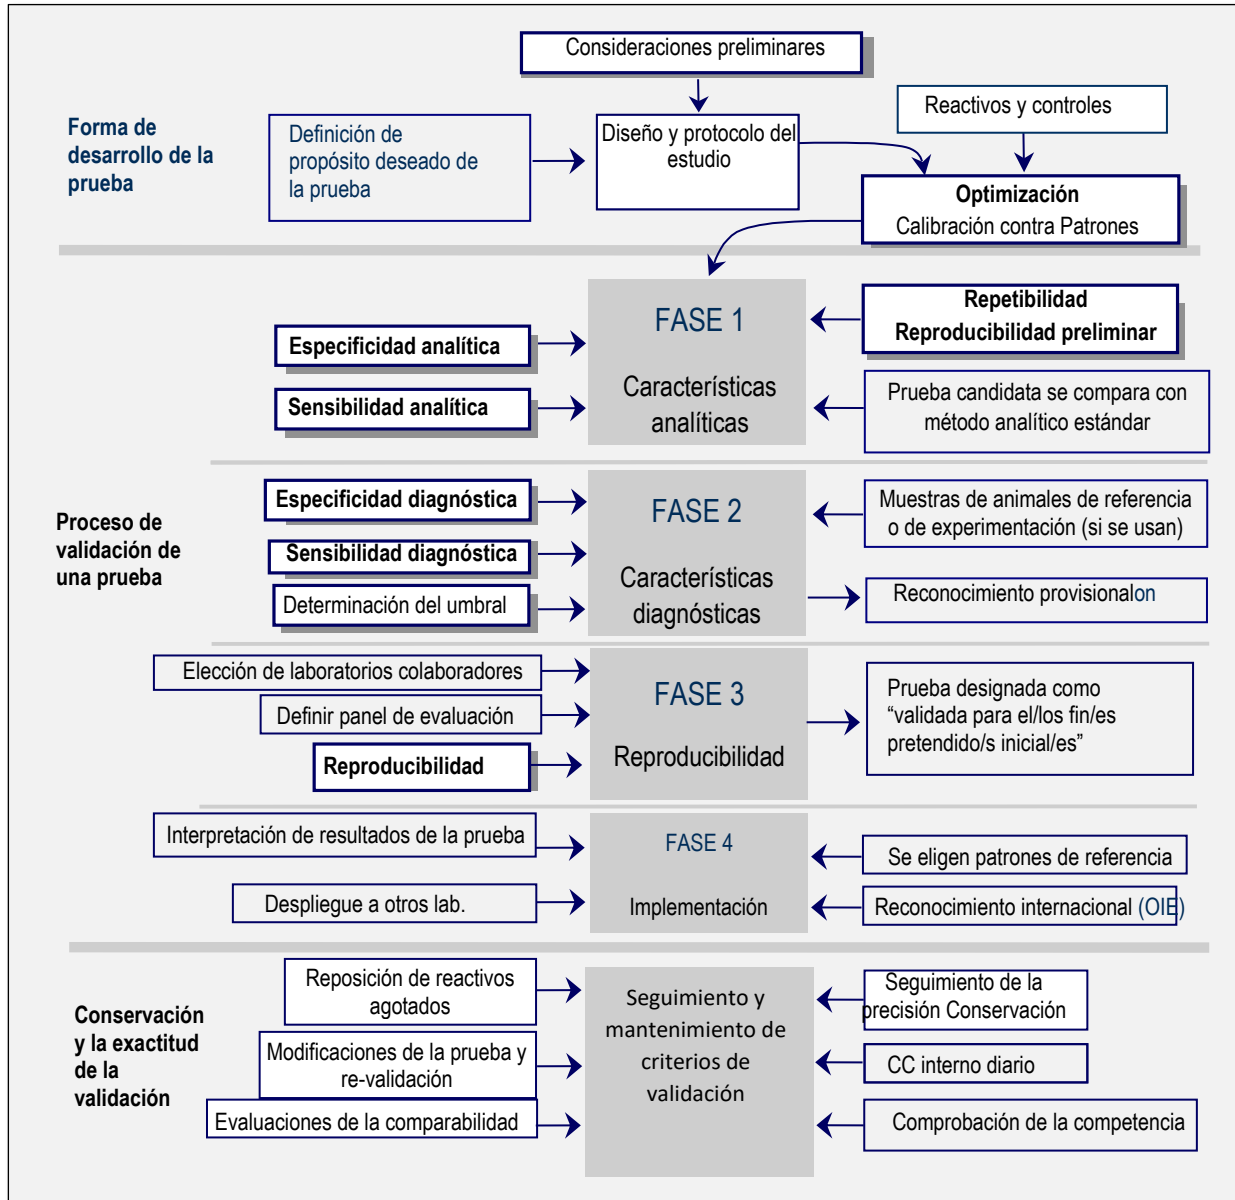 Consideraciones preliminares
Reactivos y controles
Forma de
desarrollo de la
prueba
Definición de
propósito deseado de
la prueba
Diseño y protocolo del
estudio
Optimización
Calibración contra Patrones
FASE 1
Características
analíticas
Especificidad analítica
Sensibilidad analítica
Repetibilidad
Reproducibilidad preliminar
Prueba candidata se compara con
método analítico estándar
Proceso de
validación de
una prueba
Especificidad diagnóstica
Sensibilidad diagnóstica
Determinación del umbral
FASE 2
Características
diagnósticas
Muestras de animales de referencia
o de experimentación (si se usan)
Reconocimiento provisionalon
Elección de laboratorios colaboradores
Definir panel de evaluación
Reproducibilidad
FASE 3
Reproducibilidad
Prueba designada como
“validada para el/los fin/es
pretendido/s inicial/es”
Interpretación de resultados de la prueba
Despliegue a otros lab.
FASE 4
Implementación
Se eligen patrones de referencia
Reconocimiento internacional (OIE)
Conservación
y la exactitud
de la
validación
Reposición de reactivos
agotados
Modificaciones de la prueba y
re-validación
Evaluaciones de la comparabilidad
Seguimiento y
mantenimiento de
criterios de
validación
Seguimiento de la
precisión Conservación
CC interno diario
Comprobación de la competencia